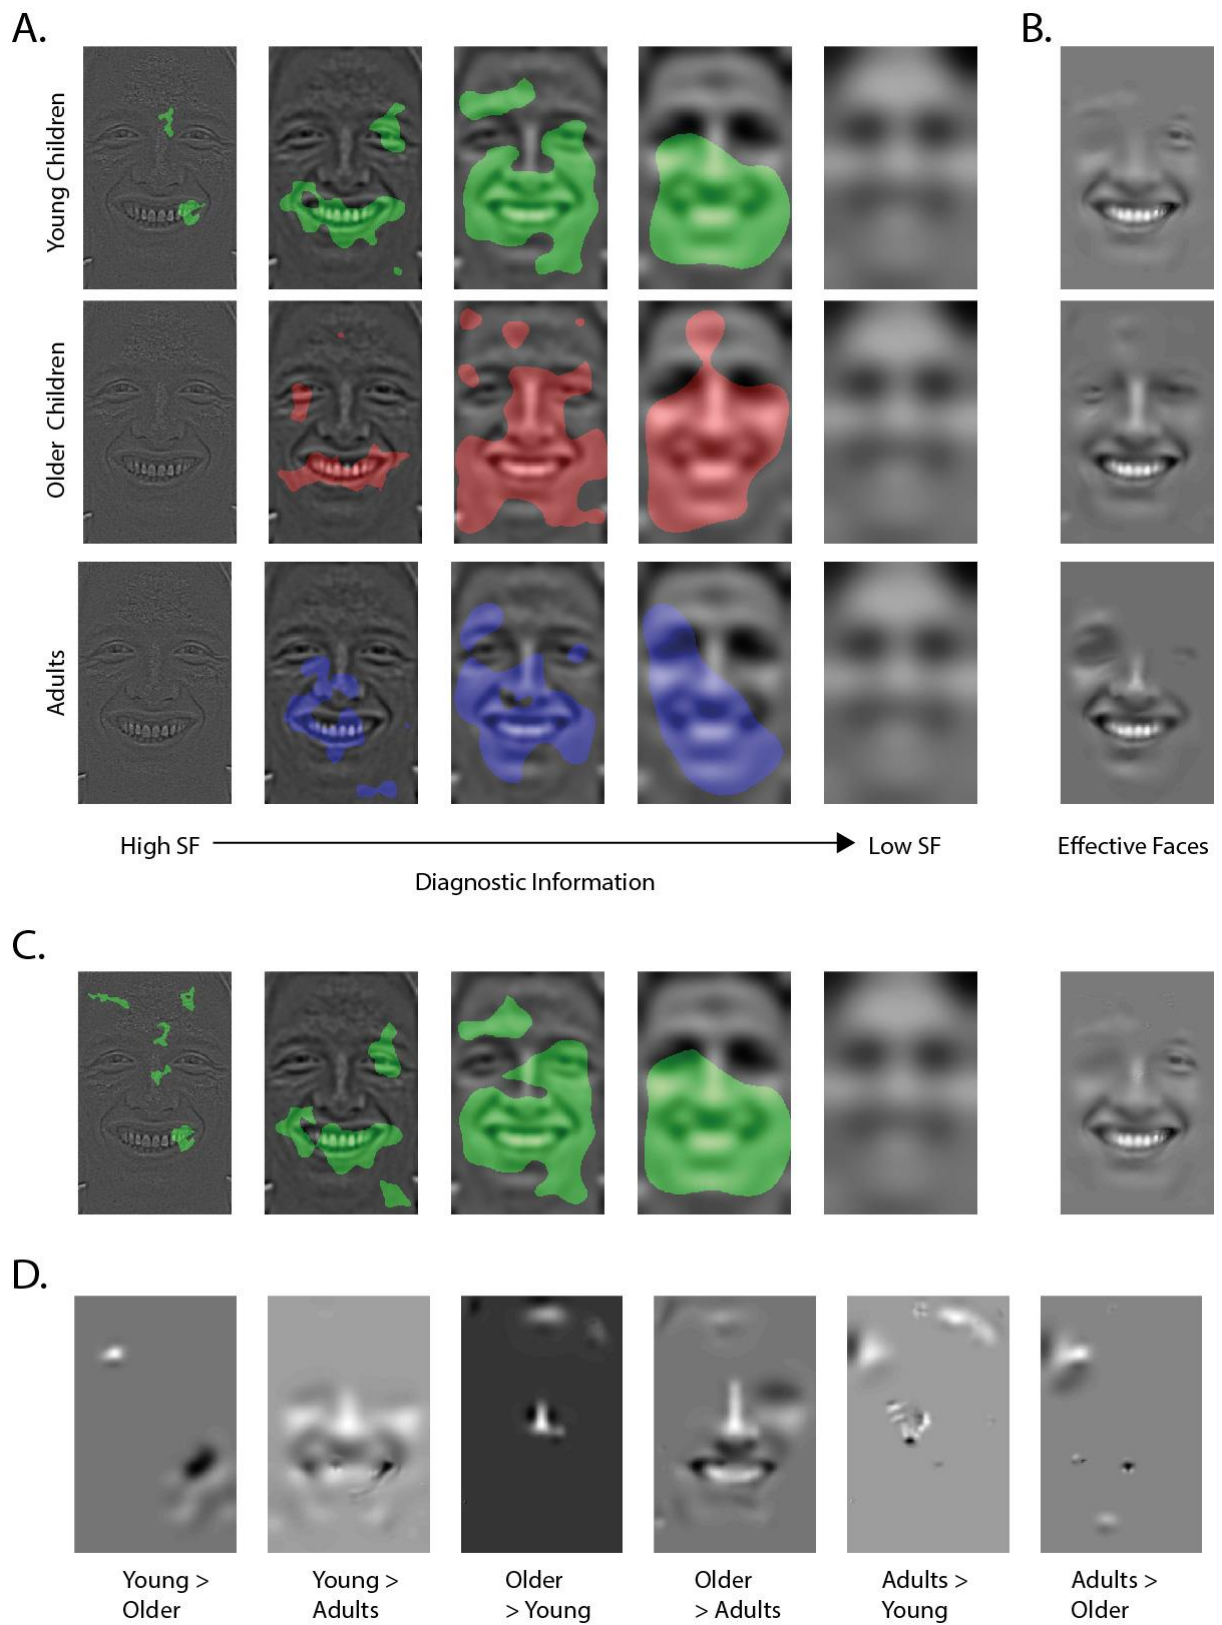 A.
B.
Young Children
Older Children
Adults
High SF
Low SF
Effective Faces
Diagnostic Information
C.
D.
Young >
Older
Young >
Adults
Older
> Young
Older
> Adults
Adults >
Young
Adults >
Older